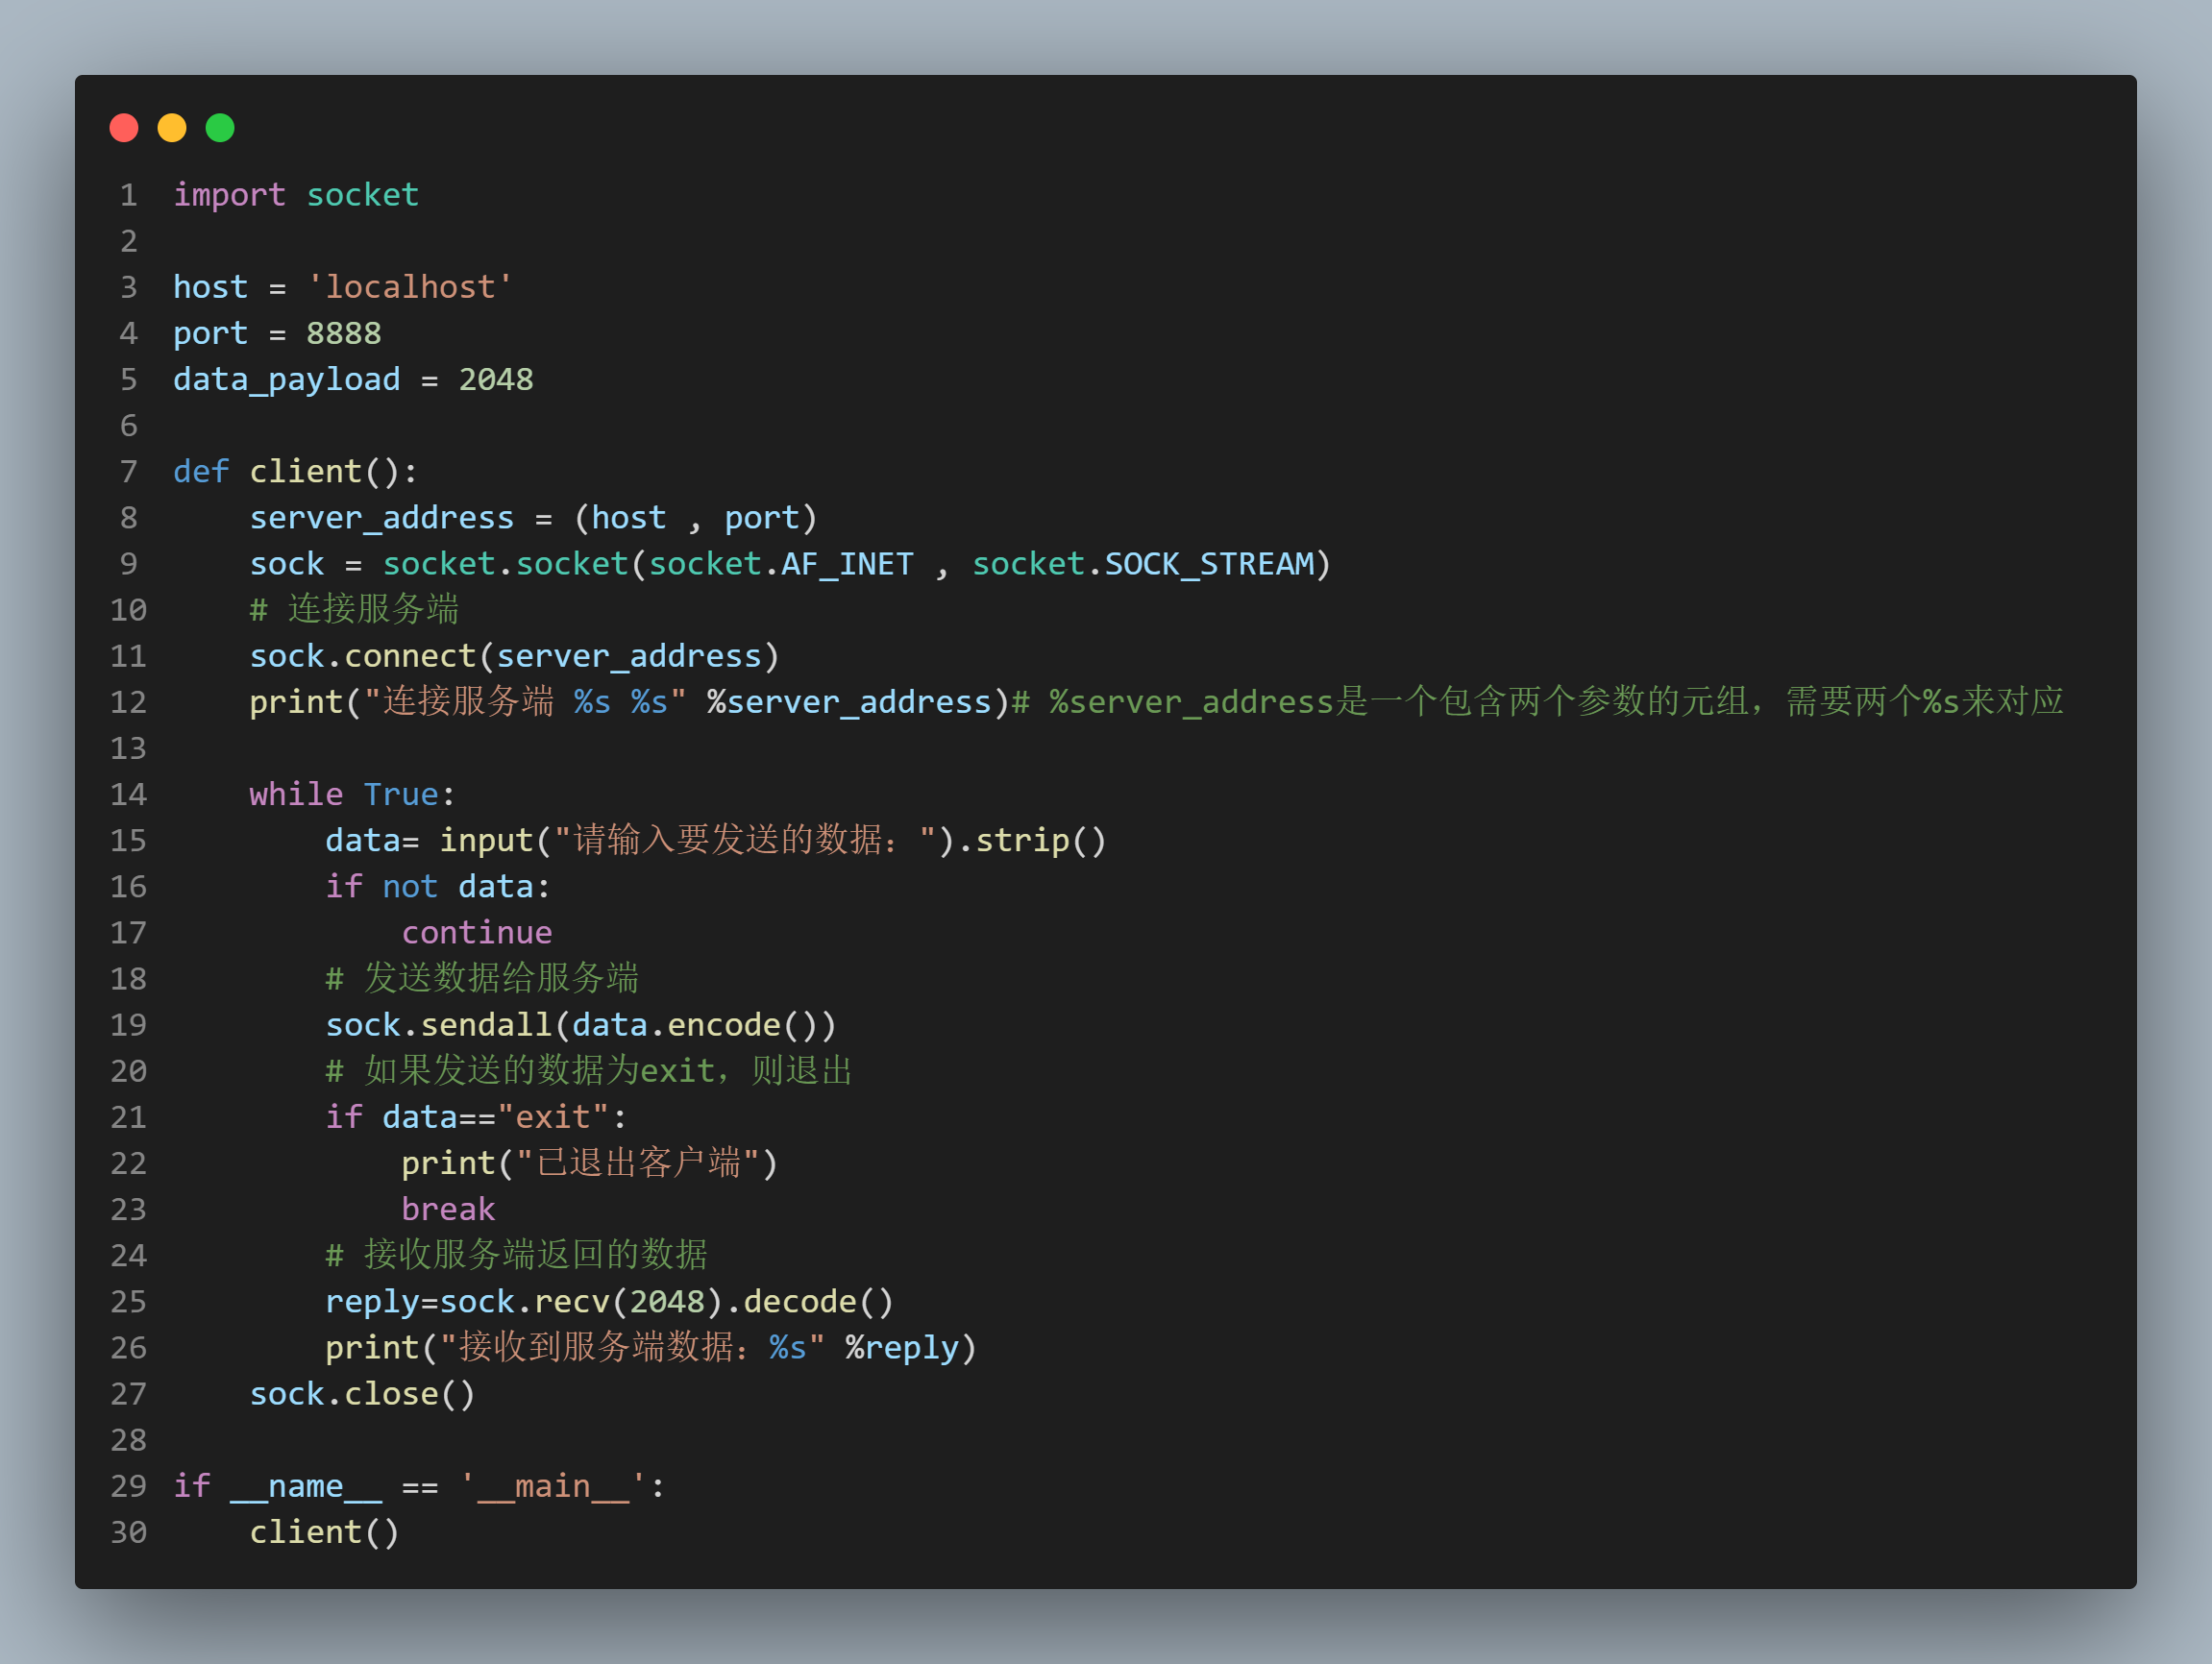 1 import socket
2
3 host = 'localhost'
4 port = 8888
5 data_payload = 2048
6
7 def client():
8     server_address = (host , port)
9     sock = socket.socket(socket.AF_INET , socket.SOCK_STREAM)
10     # 连接服务端
11     sock.connect(server_address)
12     print("连接服务端 %s %s" %server_address)# %server_address是一个包含两个参数的元组，需要两个%s来对应
13
14     while True:
15         data= input("请输入要发送的数据：").strip()
16         if not data:
17             continue
18         # 发送数据给服务端
19         sock.sendall(data.encode())
20         # 如果发送的数据为exit，则退出
21         if data=="exit":
22             print("已退出客户端")
23             break
24         # 接收服务端返回的数据
25         reply=sock.recv(2048).decode()
26         print("接收到服务端数据：%s" %reply)
27     sock.close()
28
29 if __name__ == '__main__':
30     client()